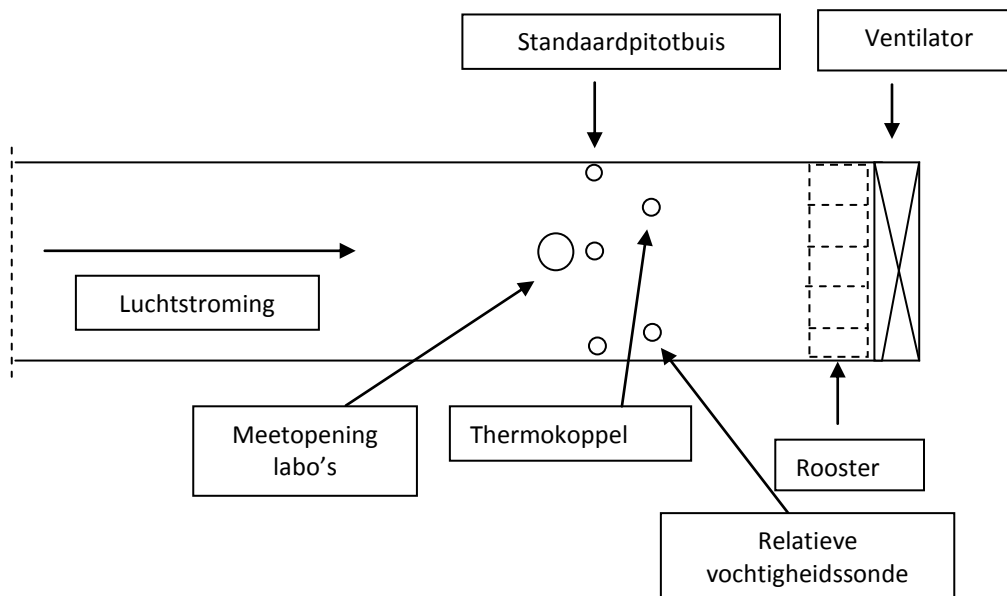 Standaardpitotbuis
Ventilator
Luchtstroming
Meetopening
labo's
Thermokoppel
Rooster
Relatieve
vochtigheidssonde